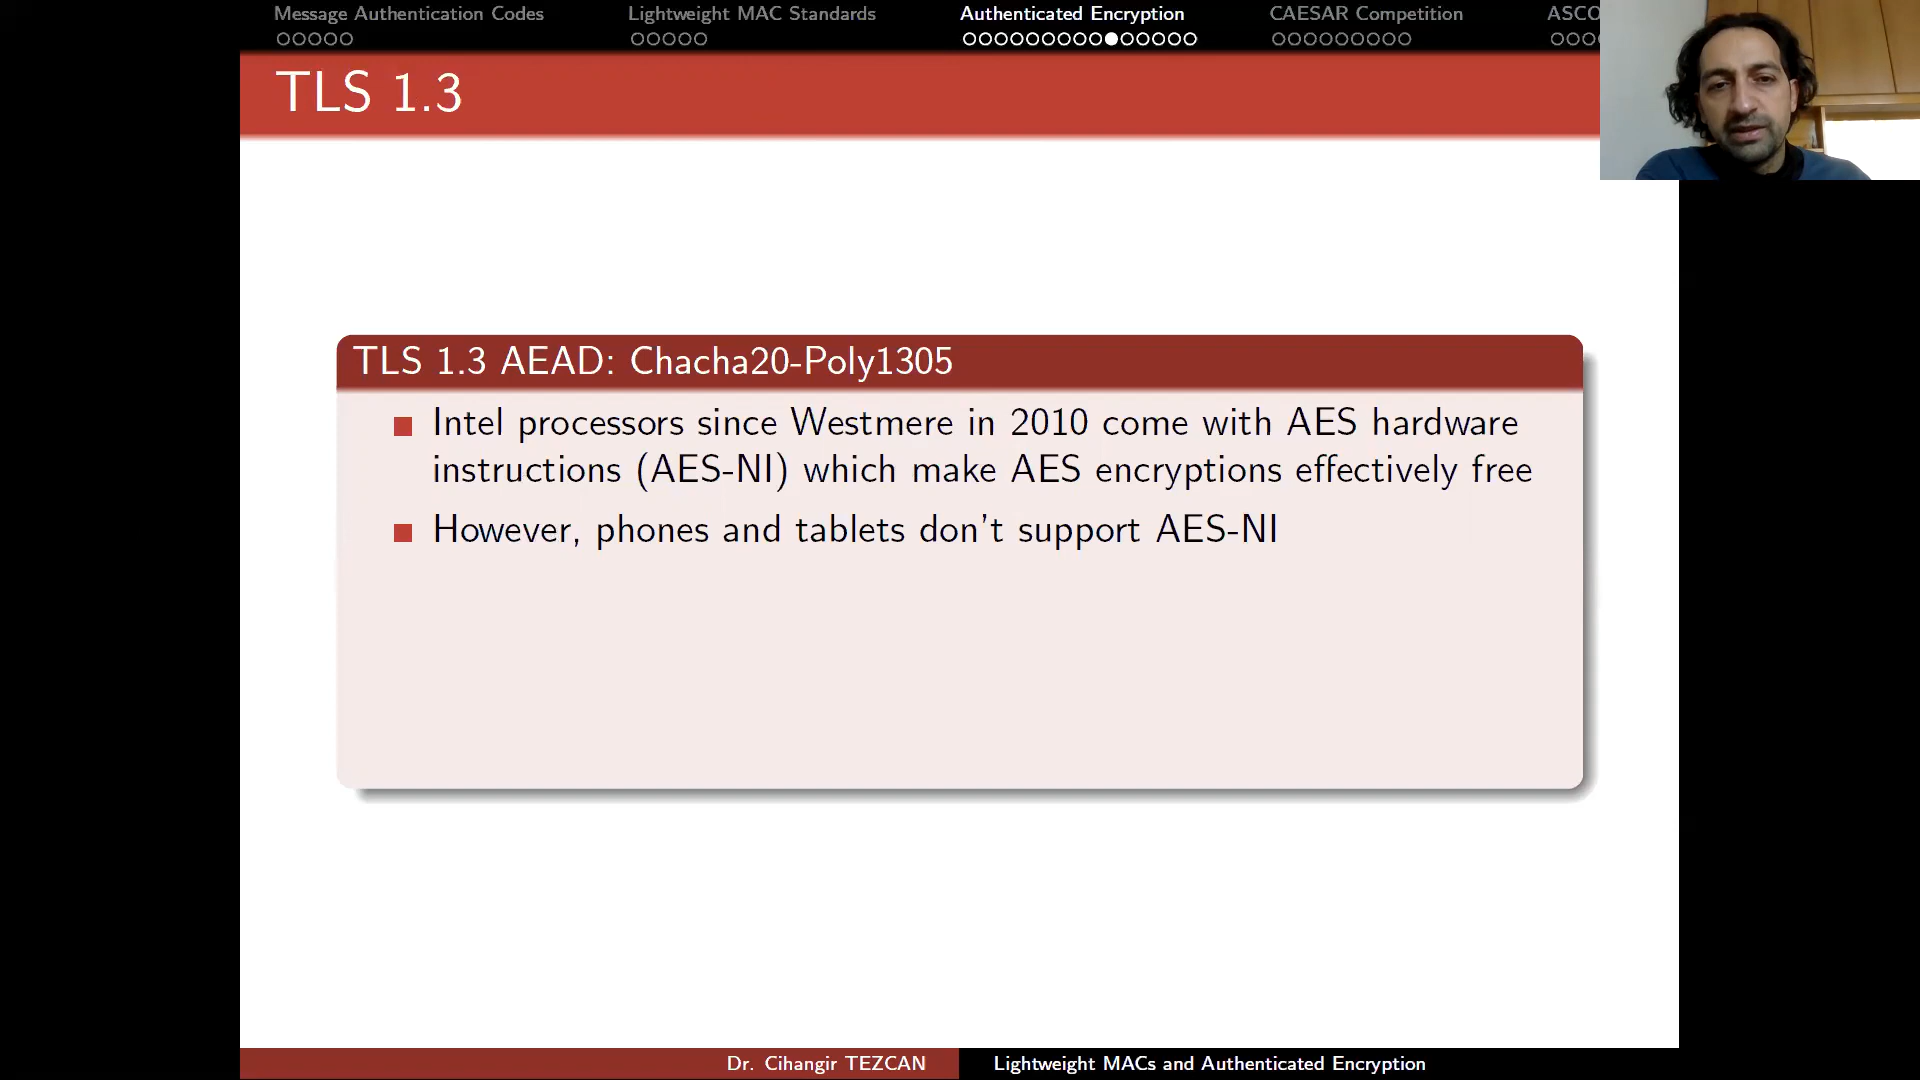 Message Authentication Codes
Lightweight MAC Standards
Authenticated Encryption
CAESAR Competition
ASCO
TLS 1.3
TLS 1.3 AEAD: Chacha20-Poly1305
Intel processors since Westmere in 2010 come with AES hardware
instructions (AES-NI) which make AES encryptions effectively free
However, phones and tablets don't support AES-NI
Dr. Cihangir TEZCAN
Lightweight MACs and Authenticated Encryption